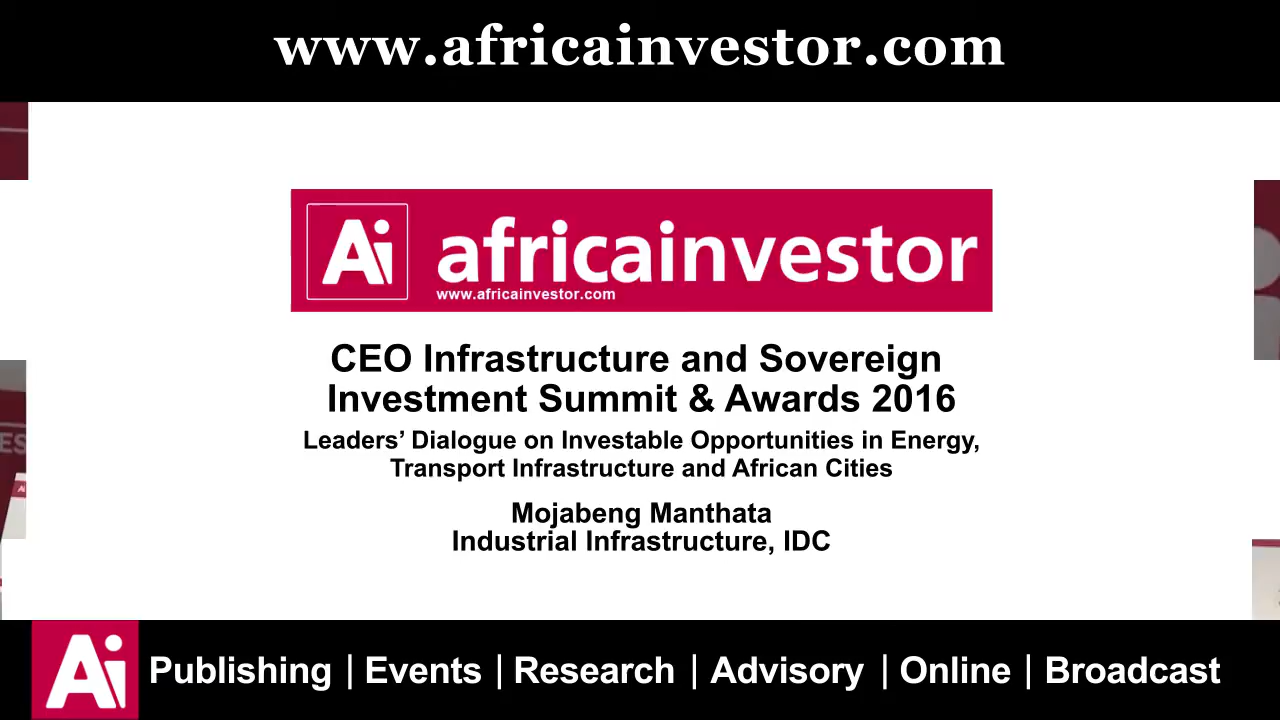 www.africainvestor.com
Ai africainvestor
www.africainvestor.com
CEO Infrastructure and Sovereign
Investment Summit & Awards 2016
Leaders’ Dialogue on Investable Opportunities in Energy,
Transport Infrastructure and African Cities
Mojabeng Manthata
Industrial Infrastructure, IDC
Ai Publishing | Events | Research | Advisory | Online | Broadcast